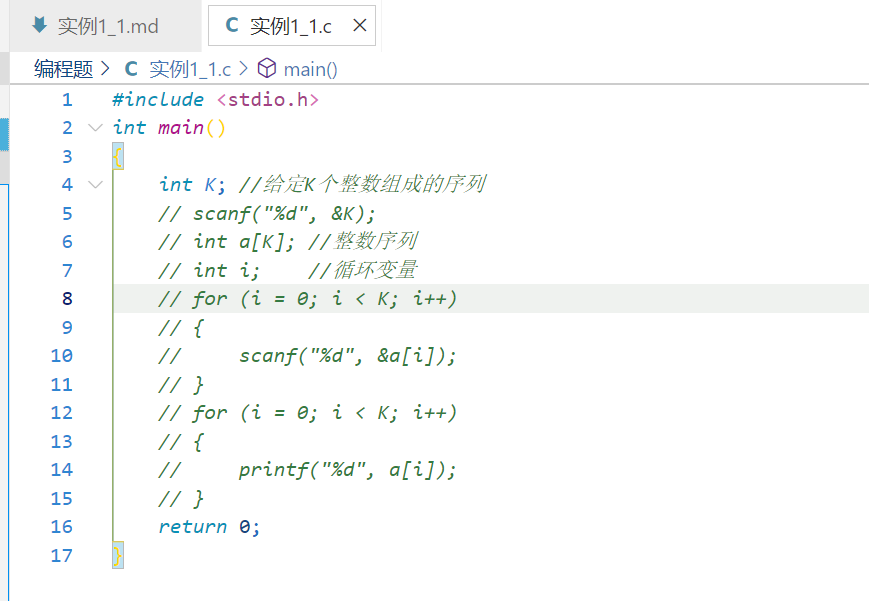 实例1_1.md C 实例1_1.c ×
编程题 > C 实例1_1.c > main()
1 #include <stdio.h>
2 int main()
3 {
4 int K; //给定K个整数组成的序列
5 // scanf("%d", &K);
6 // int a[K]; //整数序列
7 // int i;    //循环变量
8 // for (i = 0; i < K; i++)
9 // {
10 //     scanf("%d", &a[i]);
11 // }
12 // for (i = 0; i < K; i++)
13 // {
14 //     printf("%d", a[i]);
15 // }
16 return 0;
17 }